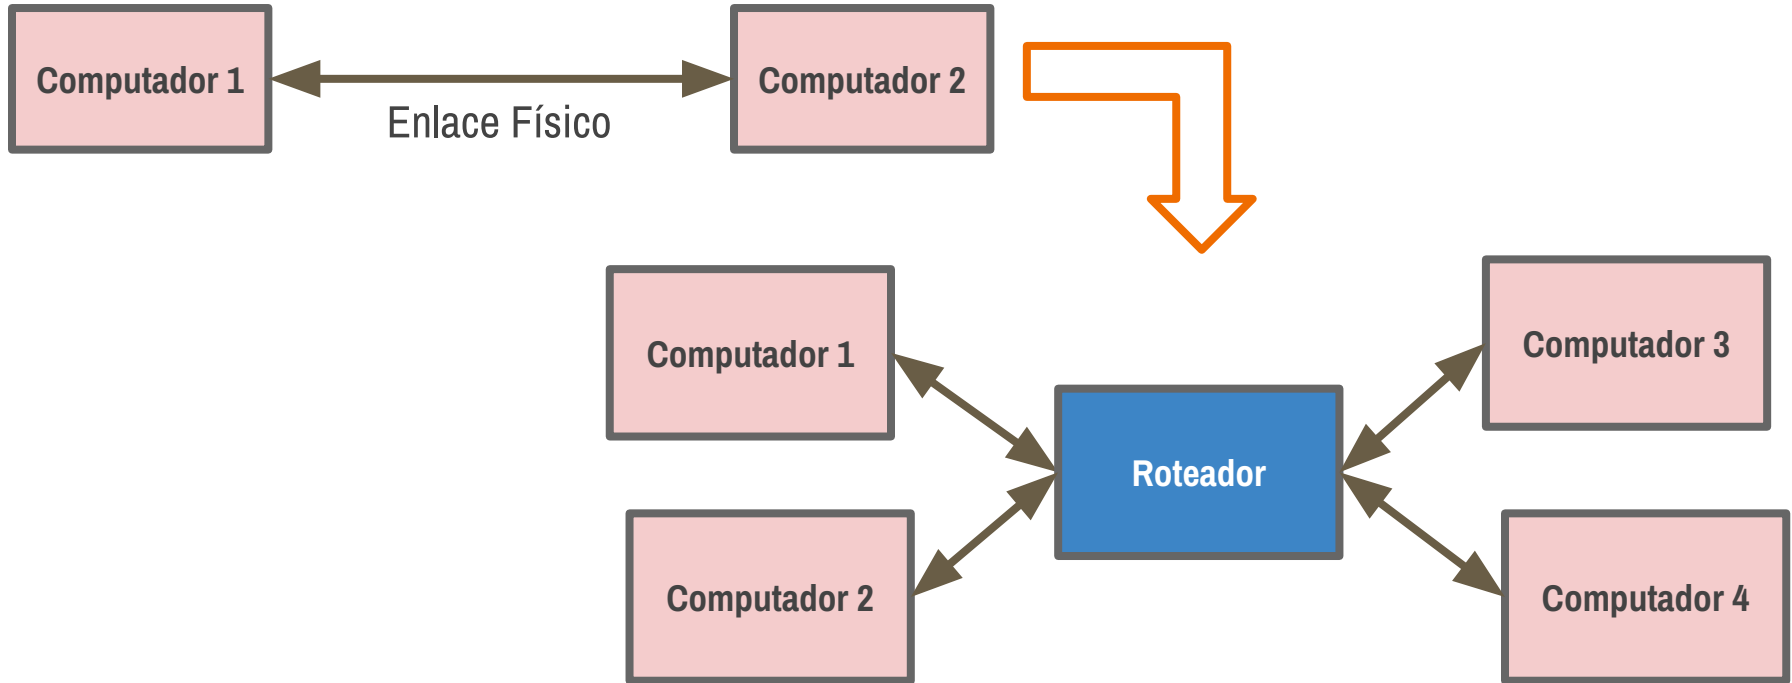 Computador 1
Computador 2
Enlace Físico
Computador 1
Computador 3
Roteador
Computador 2
Computador 4